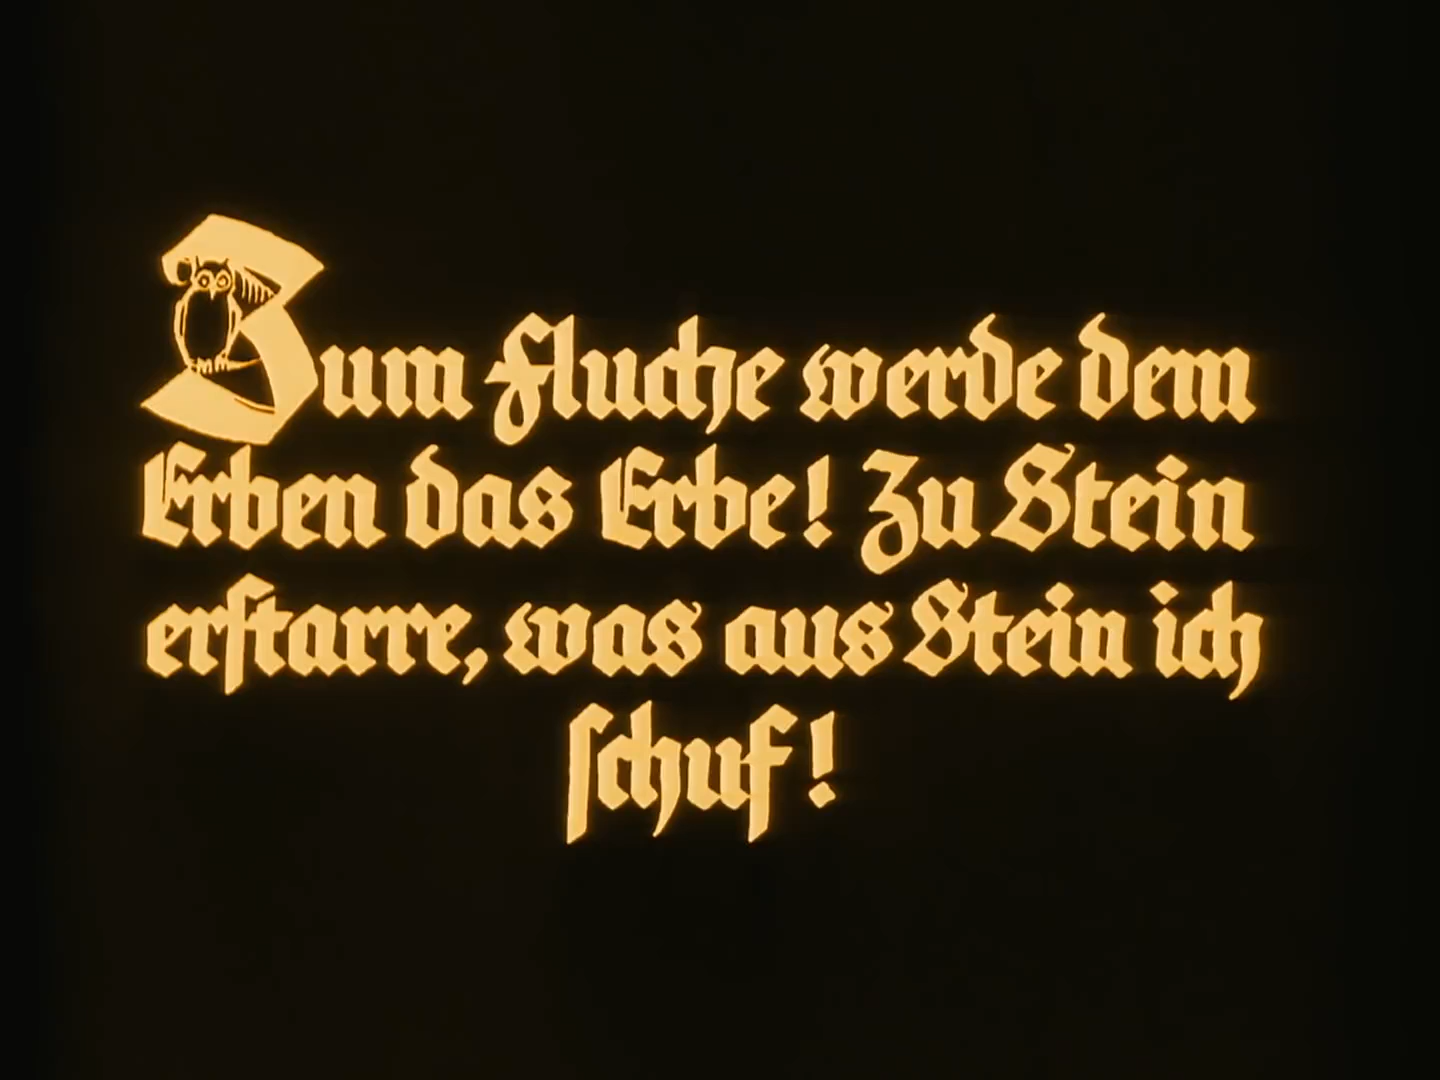 Zum Fluche werde dem
Erben das Erbe! Zu Stein
erſtarre, was aus Stein ich
ſchuf!